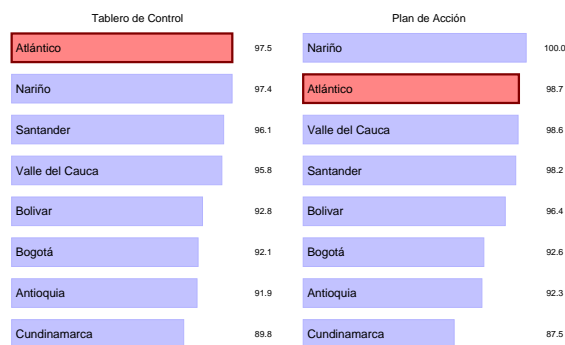 Tablero de Control
Atlántico 97.5
Nariño 97.4
Santander 96.1
Valle del Cauca 95.8
Bolivar 92.8
Bogotá 92.1
Antioquia 91.9
Cundinamarca 89.8
Plan de Acción
Nariño 100.0
Atlántico 98.7
Valle del Cauca 98.6
Santander 98.2
Bolivar 96.4
Bogotá 92.6
Antioquia 92.3
Cundinamarca 87.5